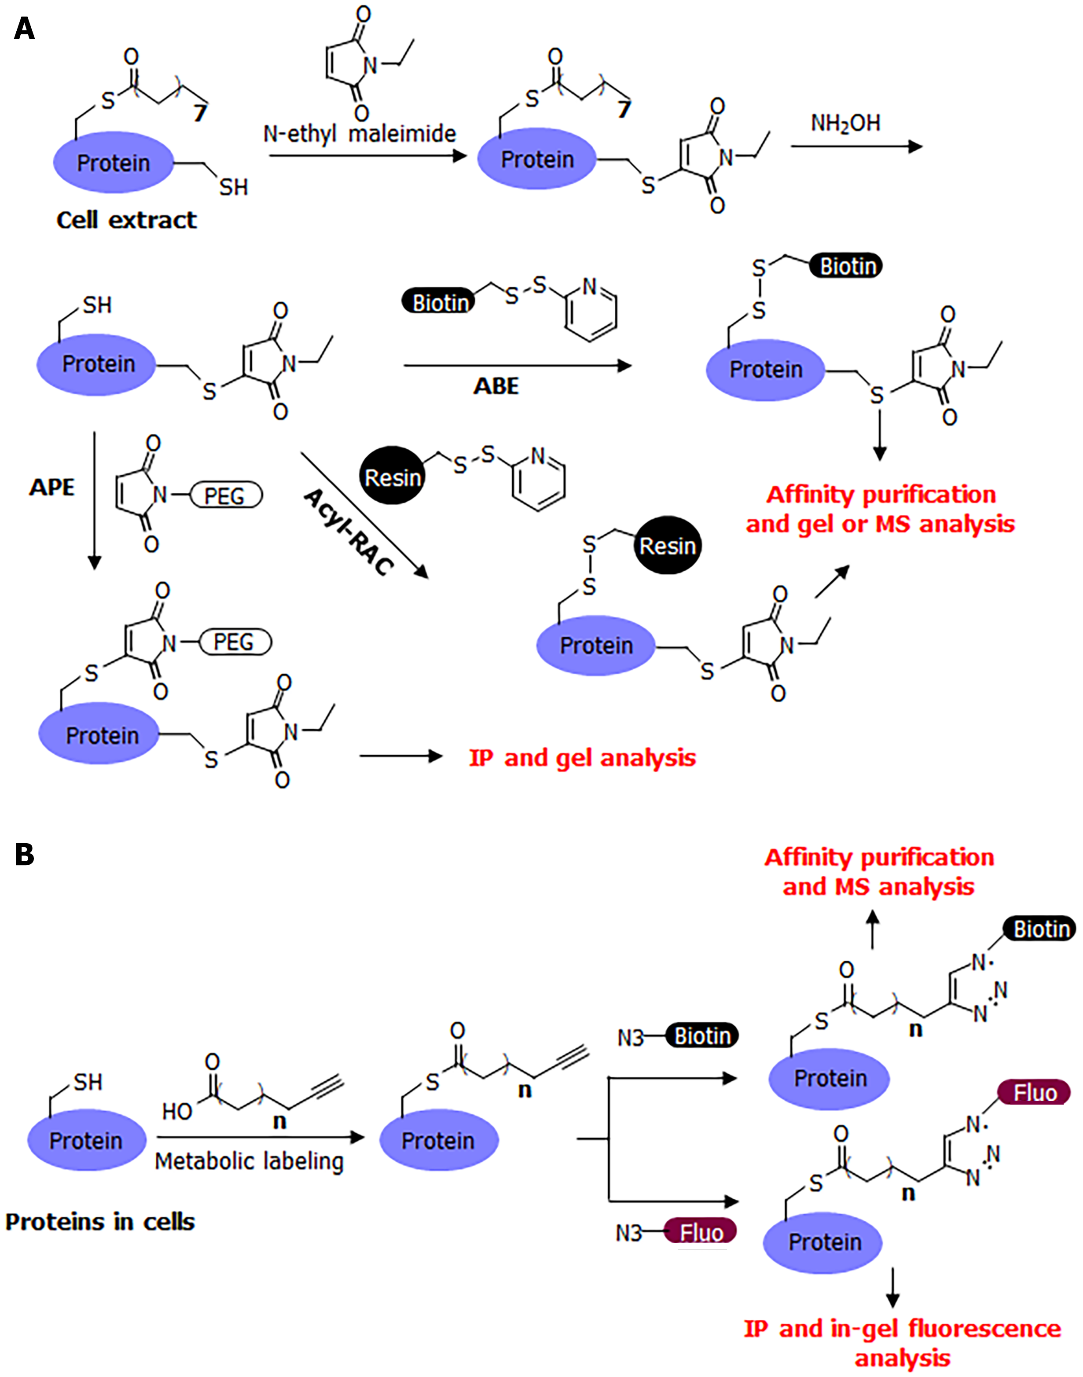 A
O
S
7
Protein
SH
Cell extract
O
N
O
N-ethyl maleimide
O
S
7
Protein
S
O
N
O
NH2OH
SH
Protein
S
O
N
O
Biotin
S
S
N
ABE
S
S
Biotin
Protein
S
O
N
O
APE
O
N
PEG
O
Resin
S
S
N
Acyl-RAC
Affinity purification
and gel or MS analysis
S
S
Resin
Protein
S
O
N
O
O
N
PEG
O
S
Protein
S
O
N
O
IP and gel analysis
B
Affinity purification
and MS analysis
SH
Protein
Proteins in cells
O
HO
n
Metabolic labeling
O
S
n
Protein
N3
Biotin
N3
Fluo
O
S
n
N
N
N
Biotin
Protein
O
S
n
N
N
N
Fluo
Protein
IP and in-gel fluorescence
analysis